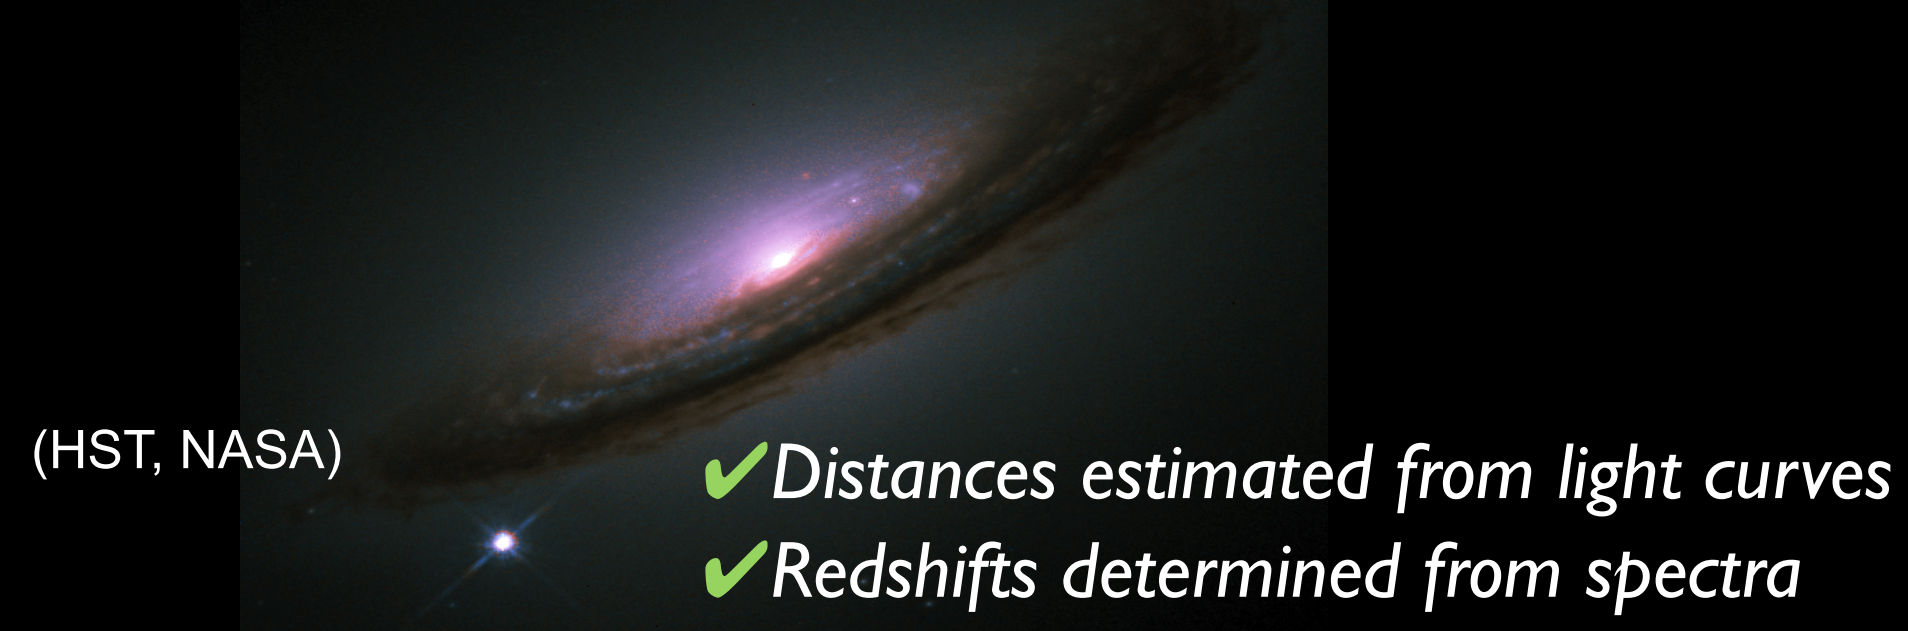 (HST, NASA)
✔Distances estimated from light curves
✔Redshifts determined from spectra